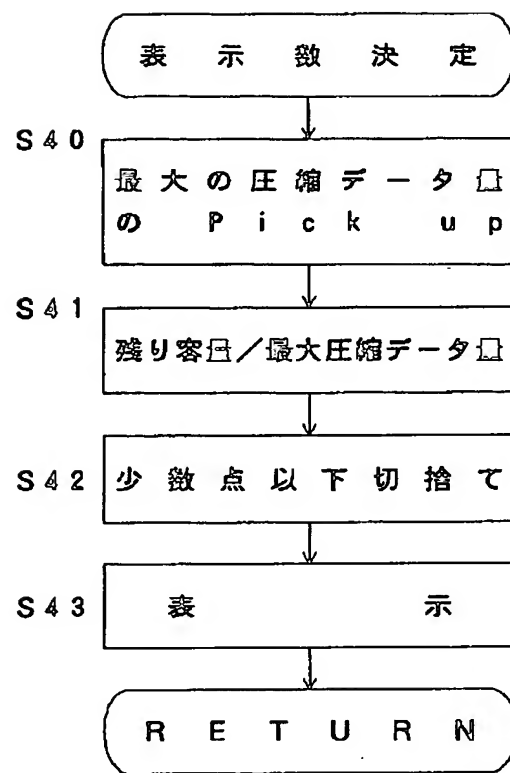 表示数決定
S40
最大の圧縮データ量
のPick up
S41
残り容量/最大圧縮データ量
S42
少数点以下切捨て
S43
表示
RETURN